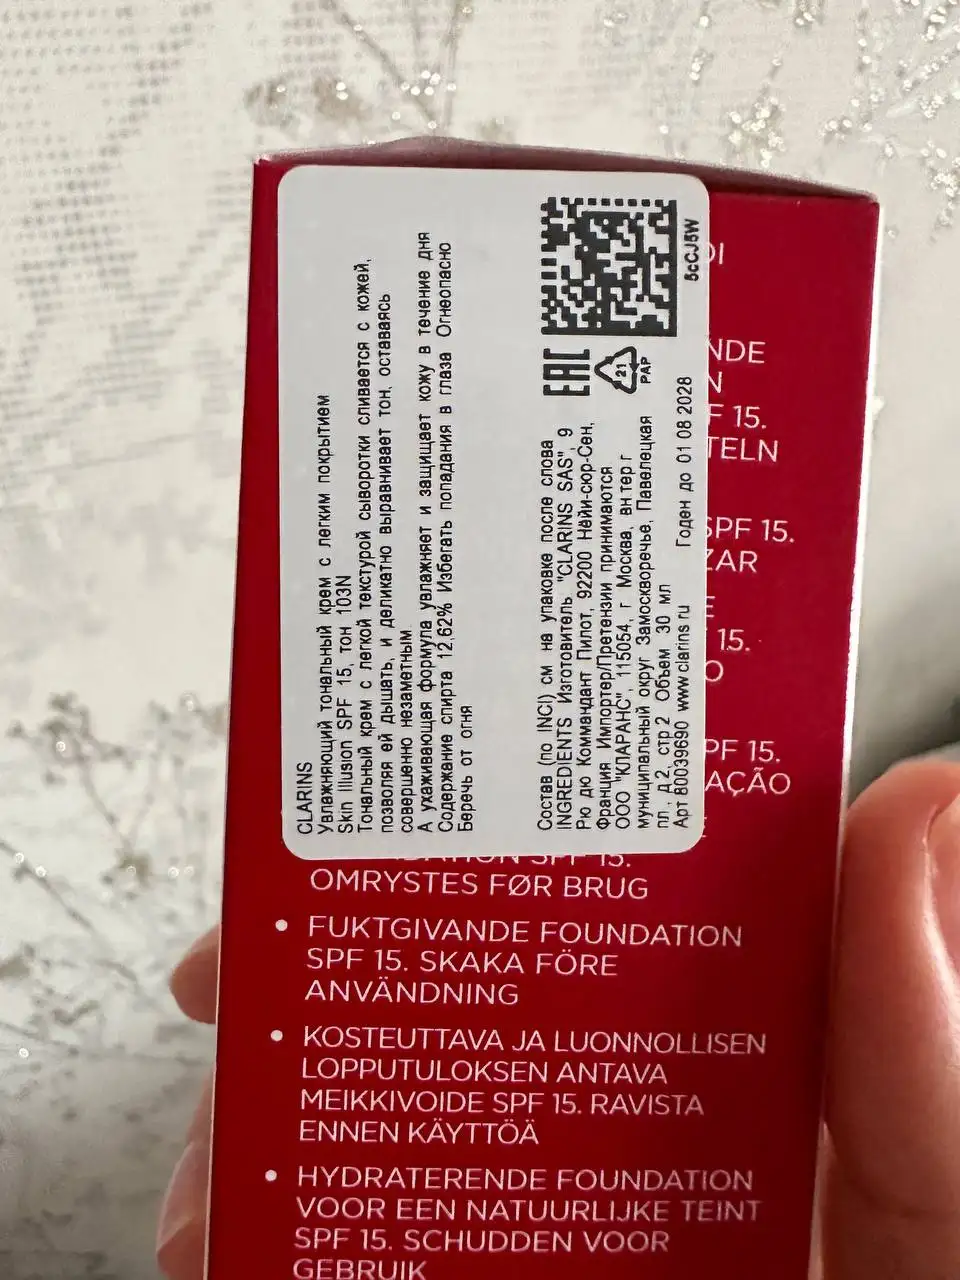 CLARINS
Увлажняющий тональный крем с легким покрытием
Skin Illusion SPF 15, тон 103N
Тональный крем с легкой текстурой сыворотки сливается с кожей,
позволяя ей дышать, и деликатно выравнивает тон, оставаясь
совершенно незаметным
А ухаживающая формула увлажняет и защищает кожу в течение дня
Содержание спирта 12,62% Избегать попадания в глаза Огнеопасно
Беречь от огня
Состав (по INCI) см на упаковке после слова
INGREDIENTS Изготовитель "CLARINS SAS", 9
Рю дю Коммандант Пилот, 92200 Нёйи-сюр-Сен,
Франция Импортер/Претензии принимаются
ООО "КЛАРАНС", 115054, г Москва, вн тер г
муниципальный округ Замоскворечье, Павелецкая
пл, д 2, стр 2 Объем 30 мл
Арт 80039690 www.clarins.ru Годен до 01 08 2028
EAC
21
PAP
5cCJ5W
DI
NDE
N
F 15.
TELN
SPF 15.
ZAR
E
15.
O
PF 15.
AÇÃO
DATION SPF 15.
OMRYSTES FØR BRUG
• FUKTGIVANDE FOUNDATION
SPF 15. SKAKA FÖRE
ANVÄNDNING
• KOSTEUTTAVA JA LUONNOLLISEN
LOPPUTULOKSEN ANTAVA
MEIKKIVOIDE SPF 15. RAVISTA
ENNEN KÄYTTÖÄ
• HYDRATERENDE FOUNDATION
VOOR EEN NATUURLIJKE TEINT
SPF 15. SCHUDDEN VOOR
GEBRUIK